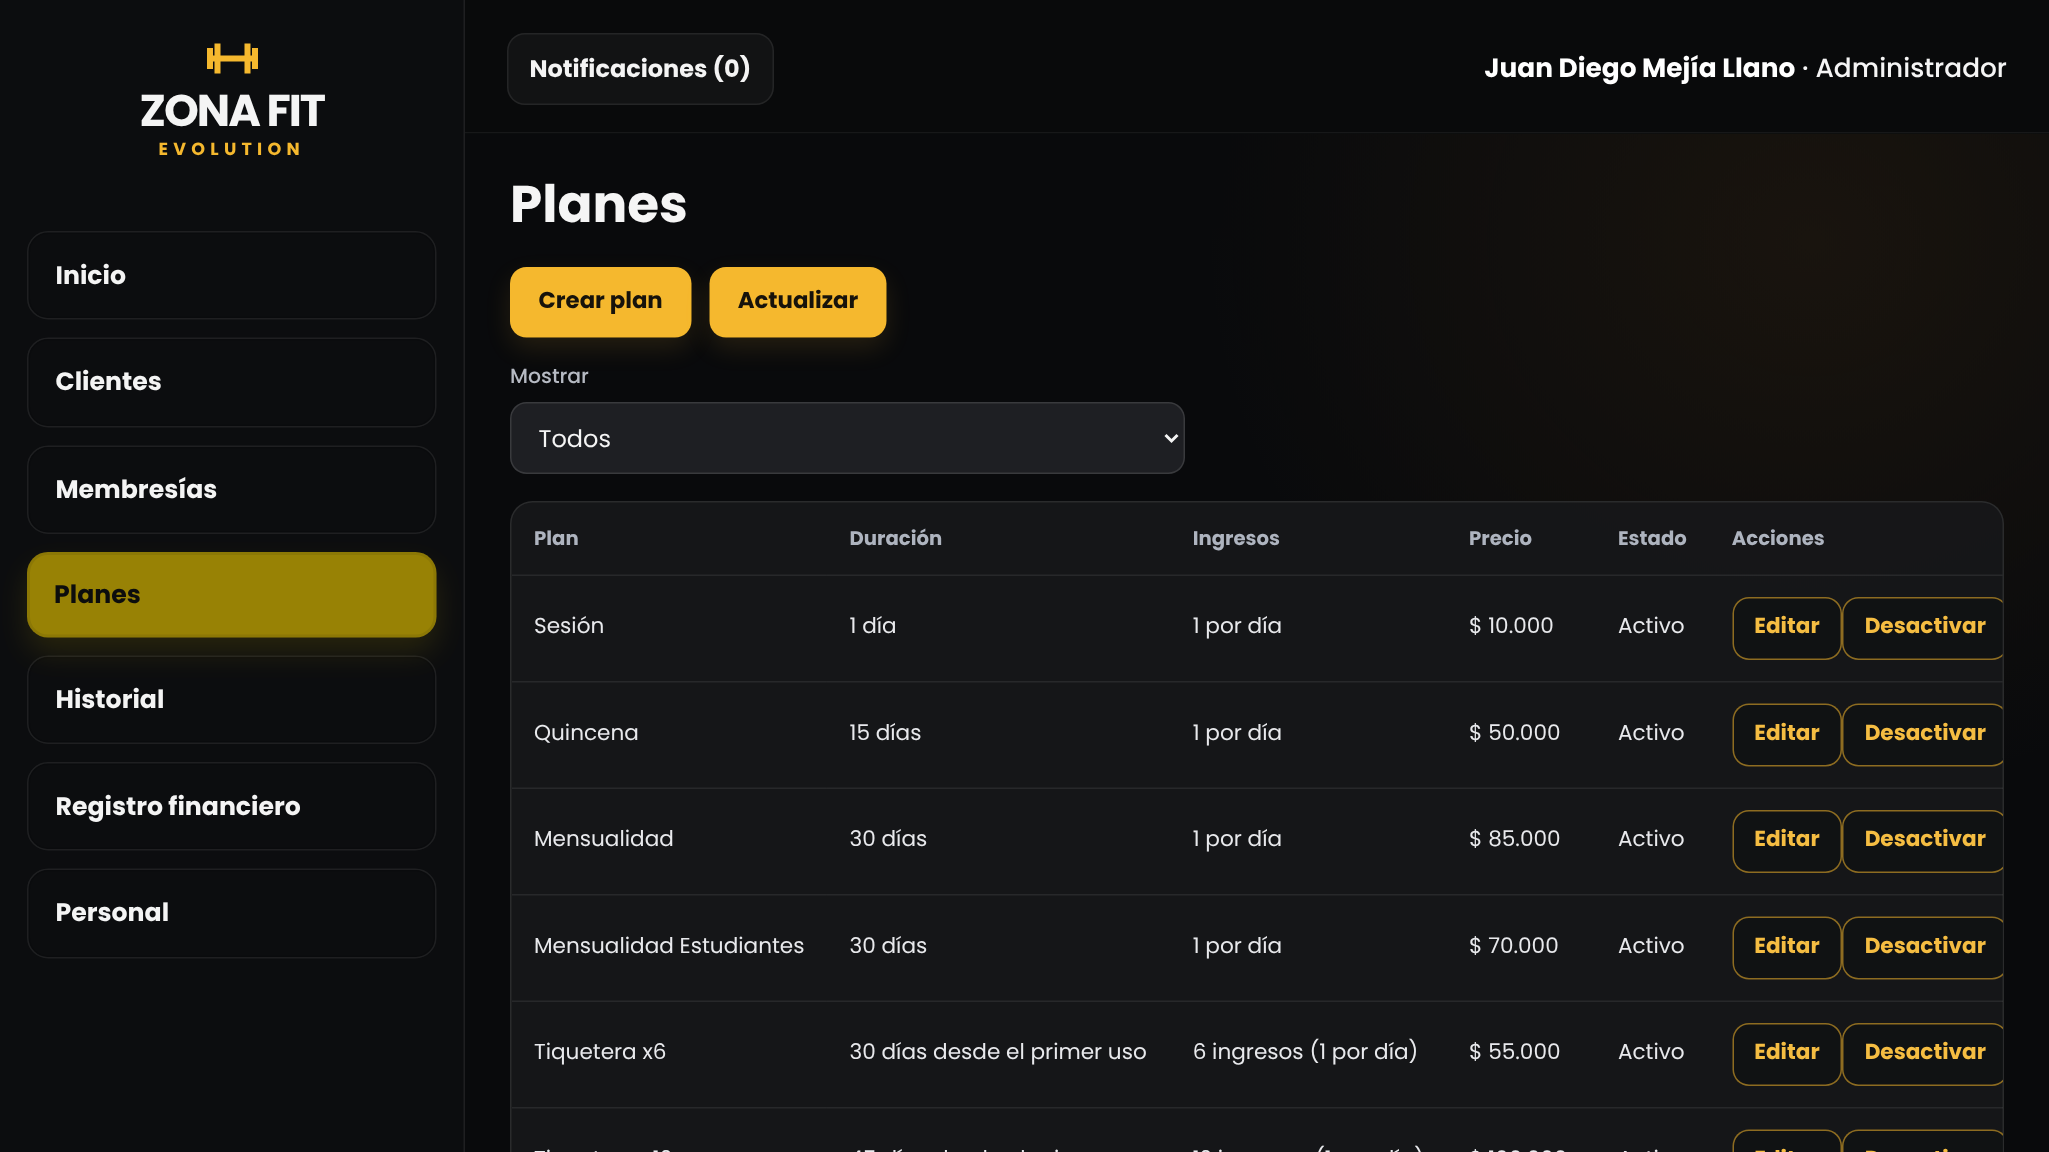 ZONA FIT
EVOLUTION
Inicio
Clientes
Membresías
Planes
Historial
Registro financiero
Personal
Notificaciones (0)
Juan Diego Mejía Llano · Administrador
Planes
Crear plan Actualizar
Mostrar
Todos
Plan Duración Ingresos Precio Estado Acciones
Sesión 1 día 1 por día $ 10.000 Activo Editar Desactivar
Quincena 15 días 1 por día $ 50.000 Activo Editar Desactivar
Mensualidad 30 días 1 por día $ 85.000 Activo Editar Desactivar
Mensualidad Estudiantes 30 días 1 por día $ 70.000 Activo Editar Desactivar
Tiquetera x6 30 días desde el primer uso 6 ingresos (1 por día) $ 55.000 Activo Editar Desactivar